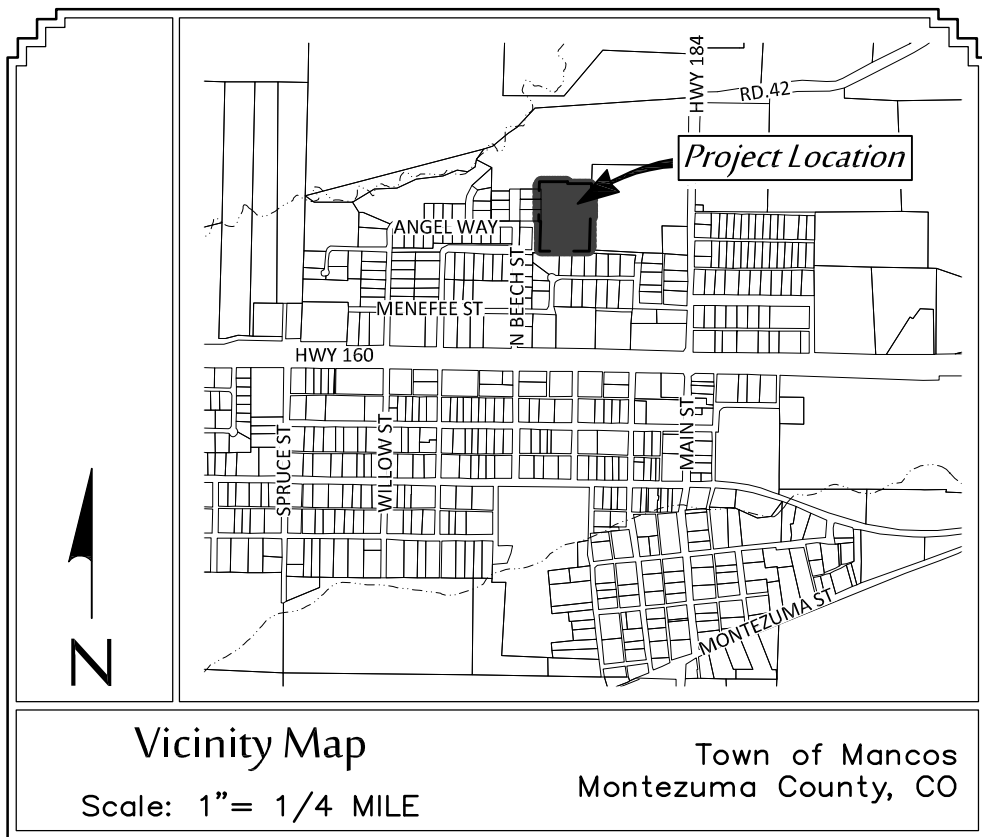 HWY 184
RD.42
Project Location
ANGEL WAY
N BEECH ST
MENEFEE ST
HWY 160
SPRUCE ST
WILLOW ST
MAIN ST
MONTEZUMA ST
N
Vicinity Map
Scale: 1”= 1/4 MILE
Town of Mancos
Montezuma County, CO